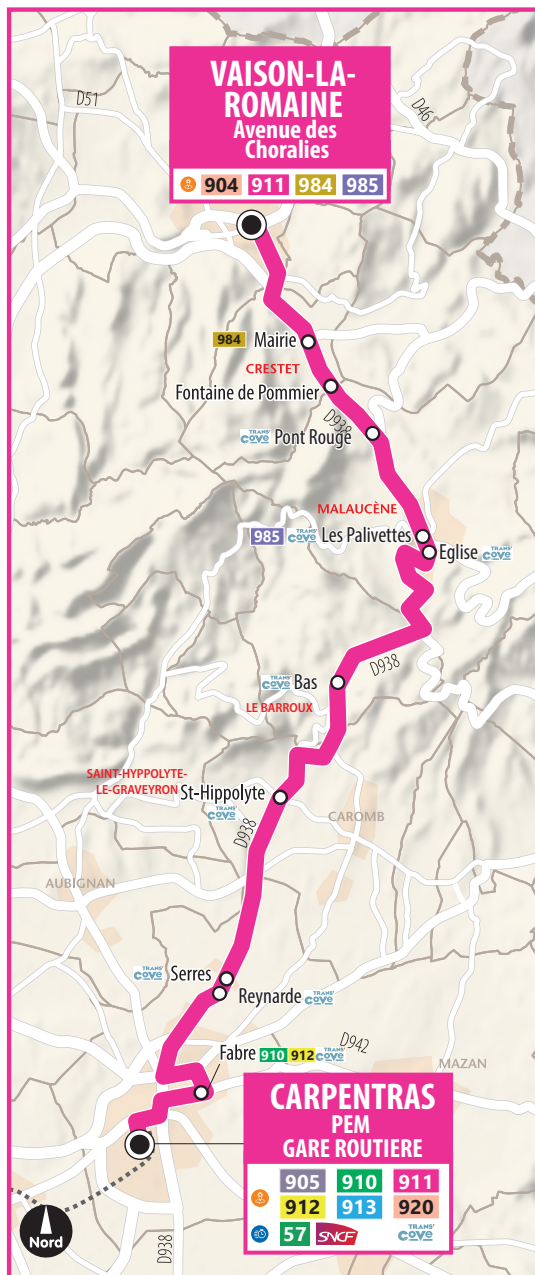 D51
D46
VAISON-LA-
ROMAINE
Avenue des
Choralies
904 911 984 985
984 Mairie
CRESTET
Fontaine de Pommier
D938
TRANS'
cove Pont Rouge
MALAUCÈNE
985 TRANS' cove Les Palivettes
Eglise TRANS' cove
D938
TRANS' cove Bas
LE BARROUX
SAINT-HYPPOLYTE-
LE-GRAVEYRON
St-Hippolyte
TRANS' cove
CAROMB
D938
AUBIGNAN
TRANS' cove Serres
Reynarde TRANS' cove
Fabre 910 912 TRANS' cove
D942
MAZAN
CARPENTRAS
PEM
GARE ROUTIERE
905 910 911
912 913 920
57 SNCF TRANS' cove
Nord
D938